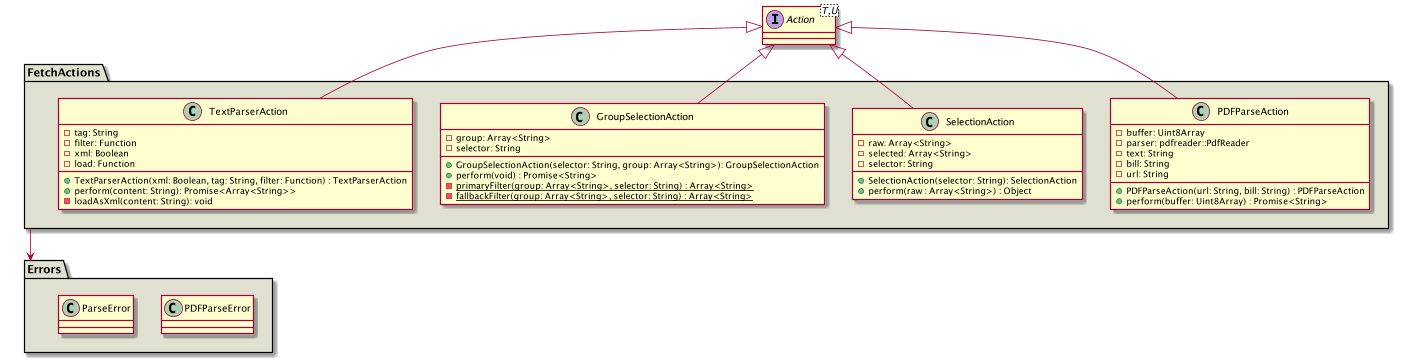 I Action T,U
FetchActions
C TextParserAction
tag: String
filter: Function
xml: Boolean
load: Function
TextParserAction(xml: Boolean, tag: String, filter: Function) : TextParserAction
perform(content: String): Promise<Array<String>>
loadAsXml(content: String): void
C GroupSelectionAction
group: Array<String>
selector: String
GroupSelectionAction(selector: String, group: Array<String>): GroupSelectionAction
perform(void) : Promise<String>
primaryFilter(group: Array<String>, selector: String) : Array<String>
fallbackFilter(group: Array<String>, selector: String) : Array<String>
C SelectionAction
raw: Array<String>
selected: Array<String>
selector: String
SelectionAction(selector: String): SelectionAction
perform(raw : Array<String>) : Object
C PDFParseAction
buffer: Uint8Array
parser: pdfreader::PdfReader
text: String
bill: String
url: String
PDFParseAction(url: String, bill: String) : PDFParseAction
perform(buffer: Uint8Array) : Promise<String>
Errors
C ParseError
C PDFParseError